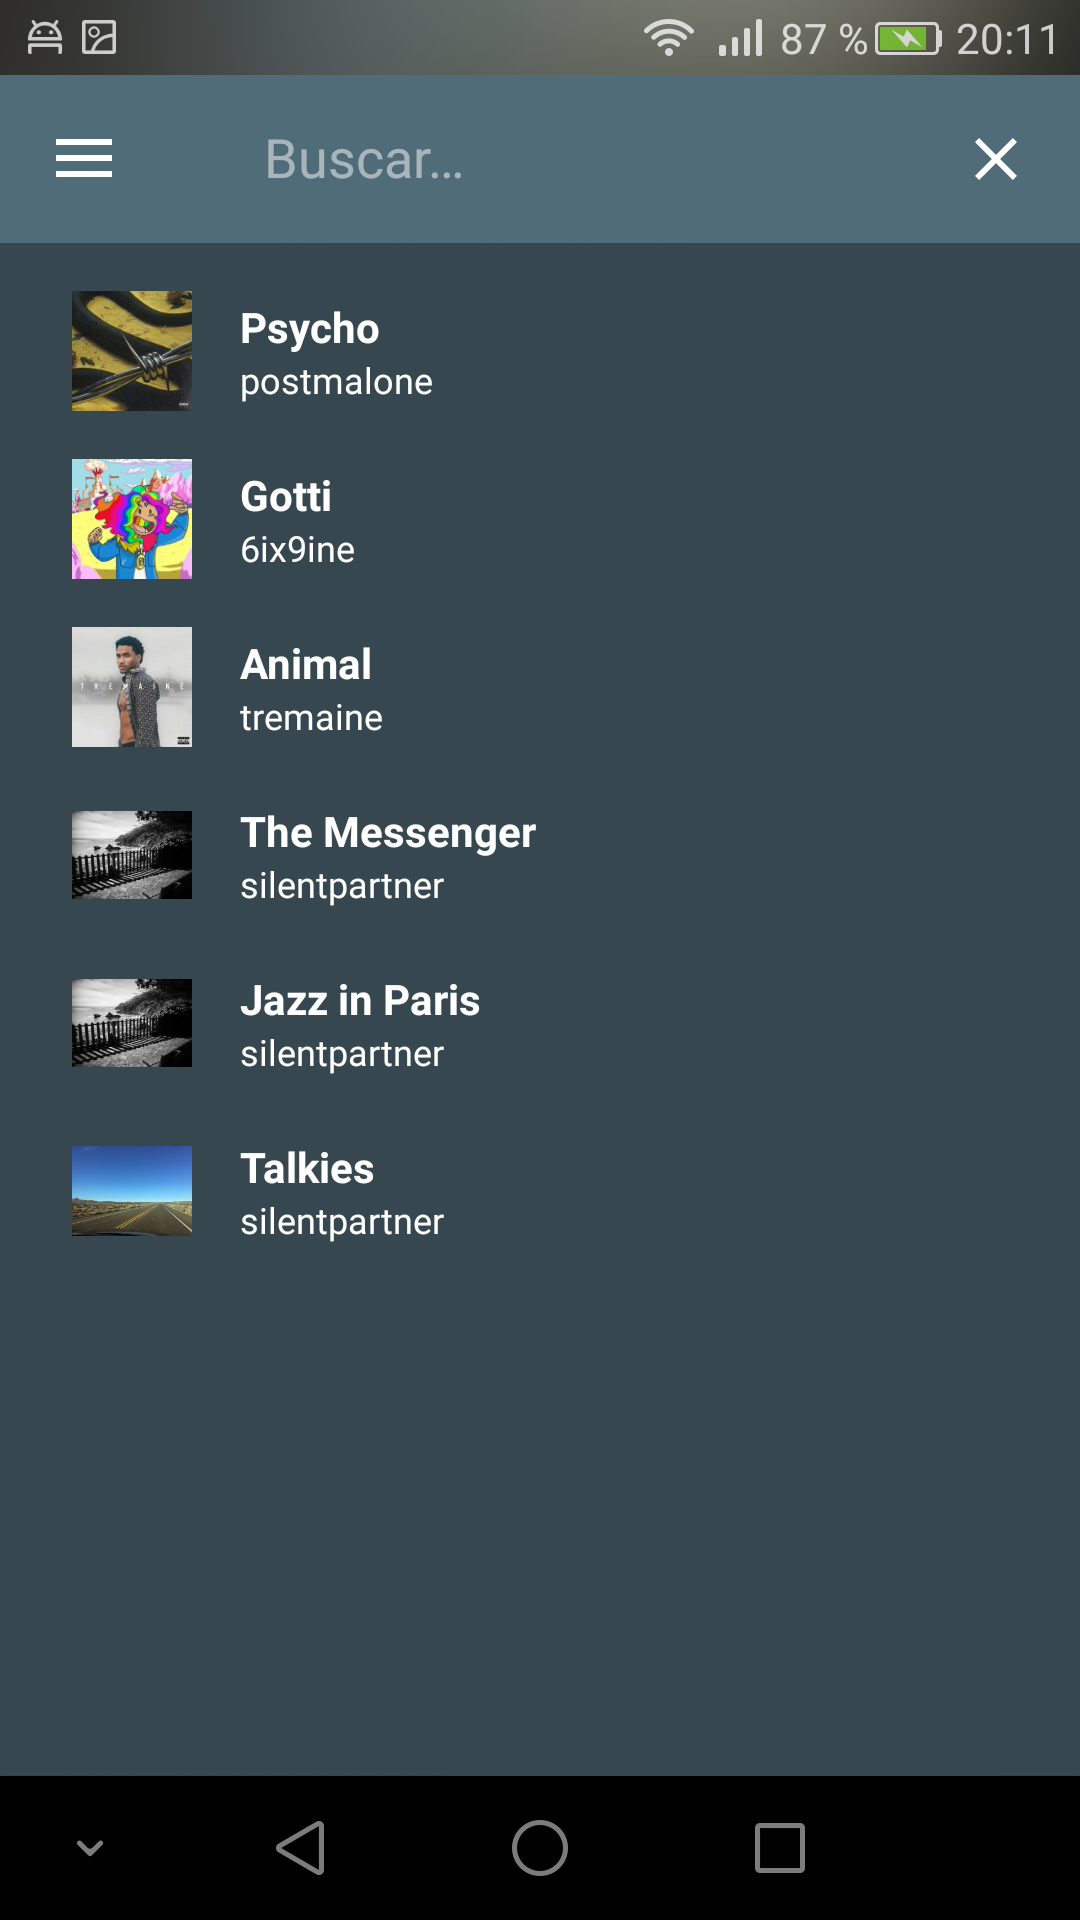 87 % 20:11
Buscar...
Psycho
postmalone
Gotti
6ix9ine
TREMAINE
Animal
tremaine
The Messenger
silentpartner
Jazz in Paris
silentpartner
Talkies
silentpartner